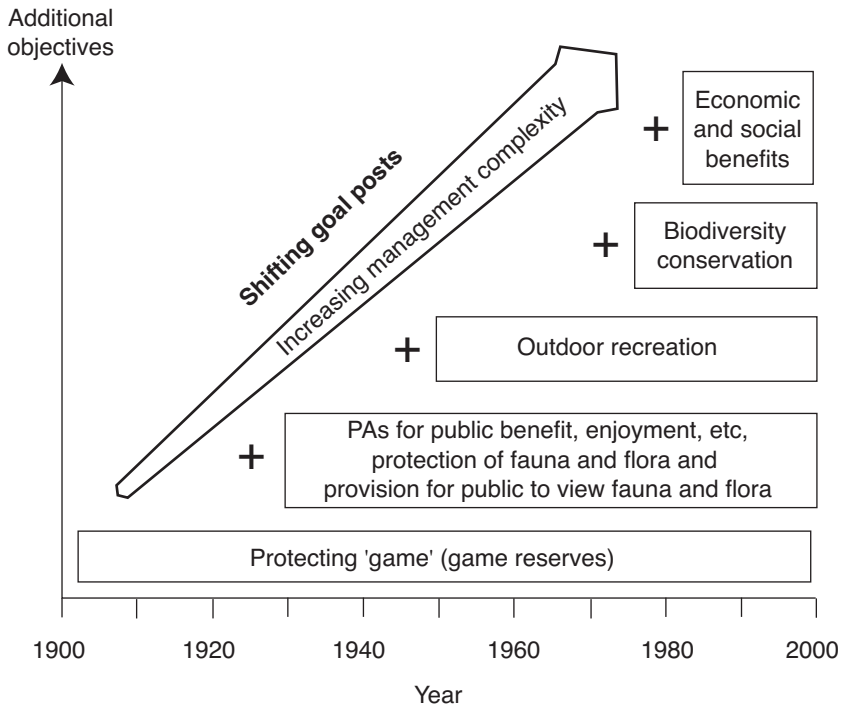 Additional
objectives
Shifting goal posts
Increasing management complexity
+
Economic
and social
benefits
+
Biodiversity
conservation
+
Outdoor recreation
+
PAs for public benefit, enjoyment, etc,
protection of fauna and flora and
provision for public to view fauna and flora
Protecting 'game' (game reserves)
1900 1920 1940 1960 1980 2000
Year